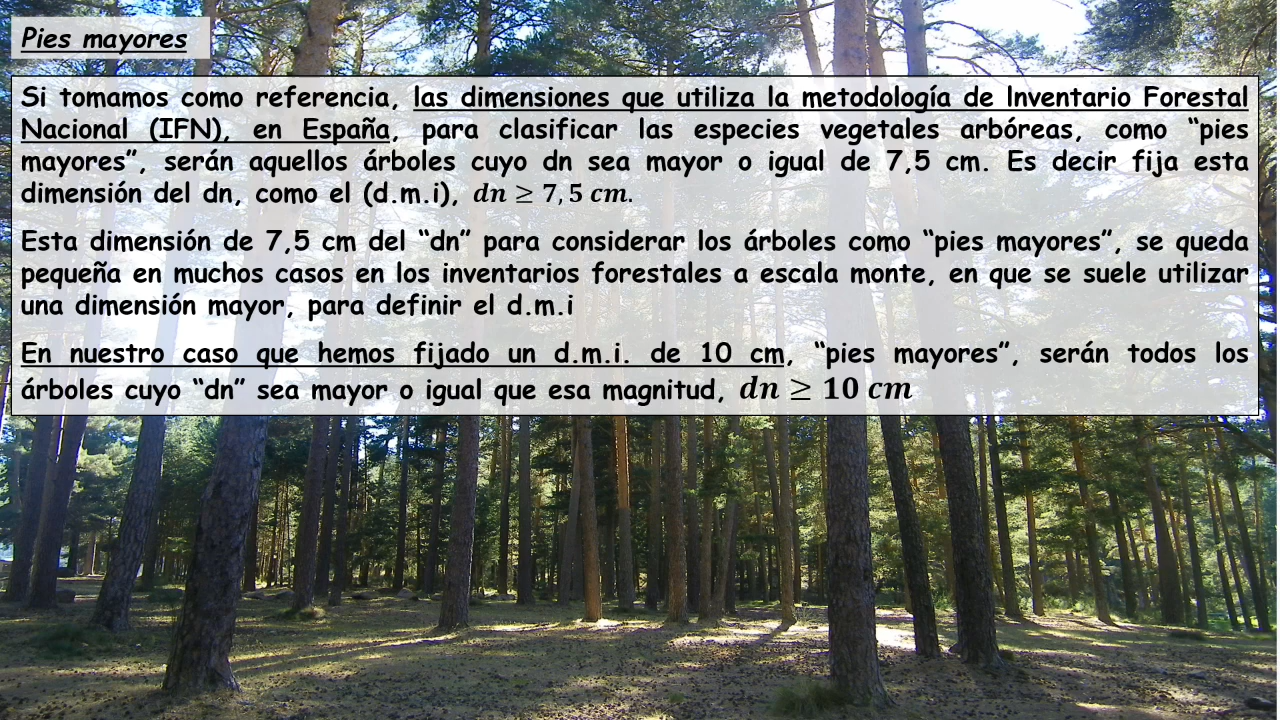 Pies mayores
Si tomamos como referencia, las dimensiones que utiliza la metodología de Inventario Forestal
Nacional (IFN), en España, para clasificar las especies vegetales arbóreas, como “pies
mayores”, serán aquellos árboles cuyo dn sea mayor o igual de 7,5 cm. Es decir fija esta
dimensión del dn, como el (d.m.i), dn ≥ 7,5 cm.
Esta dimensión de 7,5 cm del “dn” para considerar los árboles como “pies mayores”, se queda
pequeña en muchos casos en los inventarios forestales a escala monte, en que se suele utilizar
una dimensión mayor, para definir el d.m.i
En nuestro caso que hemos fijado un d.m.i. de 10 cm, “pies mayores”, serán todos los
árboles cuyo “dn” sea mayor o igual que esa magnitud, dn ≥ 10 cm